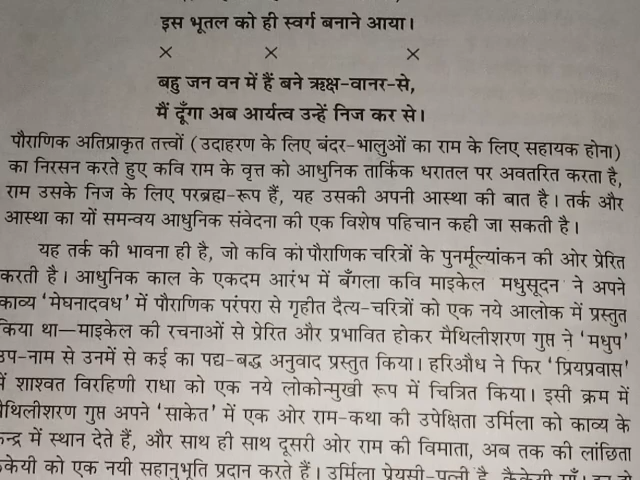 इस भूतल को ही स्वर्ग बनाने आया।
× × ×
बहु जन वन में हैं बने ऋक्ष-वानर-से,
मैं दूँगा अब आर्यत्व उन्हें निज कर से।
पौराणिक अतिप्राकृत तत्त्वों (उदाहरण के लिए बंदर-भालुओं का राम के लिए सहायक होना)
का निरसन करते हुए कवि राम के वृत्त को आधुनिक तार्किक धरातल पर अवतरित करता है,
राम उसके निज के लिए परब्रह्म-रूप हैं, यह उसकी अपनी आस्था की बात है। तर्क और
आस्था का यों समन्वय आधुनिक संवेदना की एक विशेष पहिचान कही जा सकती है।
यह तर्क की भावना ही है, जो कवि को पौराणिक चरित्रों के पुनर्मूल्यांकन की ओर प्रेरित
करती है। आधुनिक काल के एकदम आरंभ में बँगला कवि माइकेल मधुसूदन ने अपने
काव्य 'मेघनादवध' में पौराणिक परंपरा से गृहीत दैत्य-चरित्रों को एक नये आलोक में प्रस्तुत
किया था—माइकेल की रचनाओं से प्रेरित और प्रभावित होकर मैथिलीशरण गुप्त ने 'मधुप'
उप-नाम से उनमें से कई का पद्य-बद्ध अनुवाद प्रस्तुत किया। हरिऔध ने फिर 'प्रियप्रवास'
में शाश्वत विरहिणी राधा को एक नये लोकोन्मुखी रूप में चित्रित किया। इसी क्रम में
मैथिलीशरण गुप्त अपने 'साकेत' में एक ओर राम-कथा की उपेक्षिता उर्मिला को काव्य के
केन्द्र में स्थान देते हैं, और साथ ही साथ दूसरी ओर राम की विमाता, अब तक की लांछिता
कैकेयी को एक नयी सहानुभूति प्रदान करते हैं। उर्मिला प्रेयसी-पत्नी है, कैकेयी माँ।